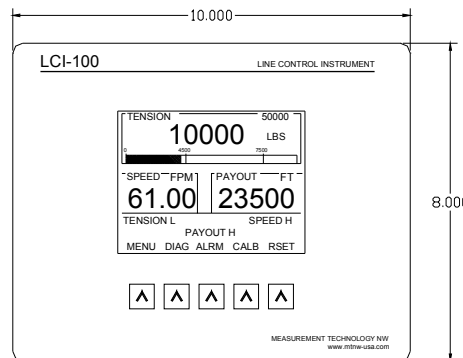 10.000
LCI-100 LINE CONTROL INSTRUMENT
TENSION 50000
10000 LBS
0 4500 7500
SPEED FPM PAYOUT FT
61.00 23500
TENSION L SPEED H
PAYOUT H
MENU DIAG ALRM CALB RSET
8.000
MEASUREMENT TECHNOLOGY NW
www.mtnw-usa.com